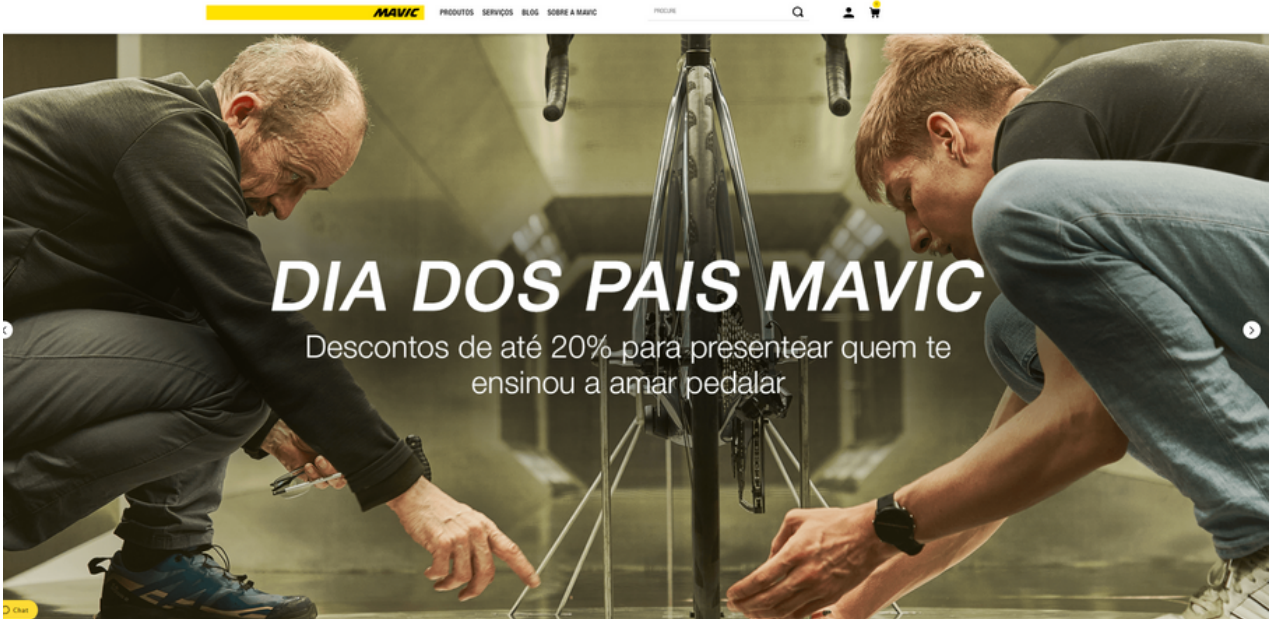 MAVIC
PRODUTOS SERVIÇOS BLOG SOBRE A MAVIC
PROCURE
DIA DOS PAIS MAVIC
Descontos de até 20% para presentear quem te
ensinou a amar pedalar
Chat